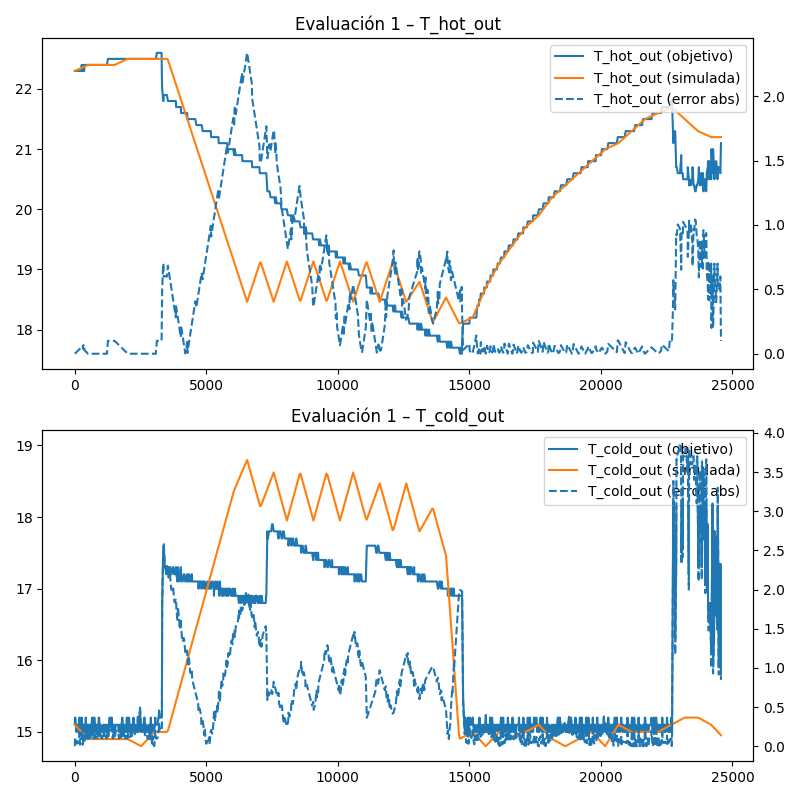 Evaluación 1 – T_hot_out
T_hot_out (objetivo)
T_hot_out (simulada)
T_hot_out (error abs)
22
21
20
19
18
2.0
1.5
1.0
0.5
0.0
0 5000 10000 15000 20000 25000
Evaluación 1 – T_cold_out
T_cold_out (objetivo)
T_cold_out (simulada)
T_cold_out (error abs)
19
18
17
16
15
4.0
3.5
3.0
2.5
2.0
1.5
1.0
0.5
0.0
0 5000 10000 15000 20000 25000